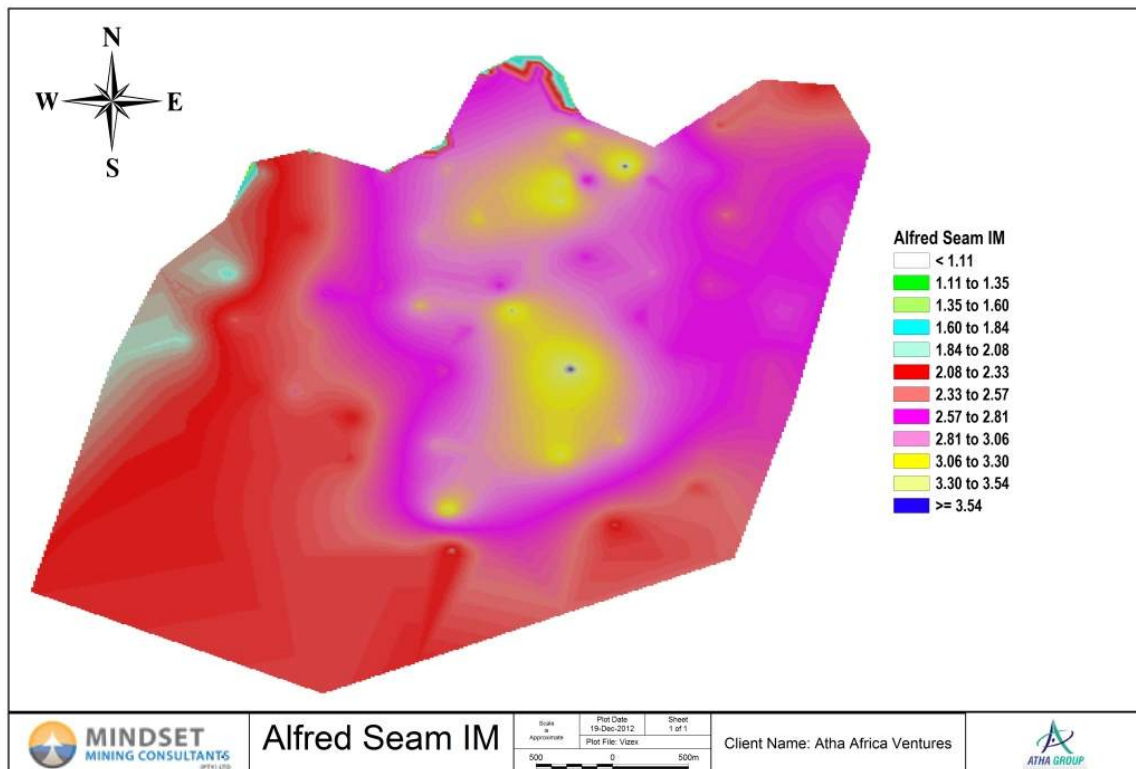 N
W E
S
Alfred Seam IM
< 1.11
1.11 to 1.35
1.35 to 1.60
1.60 to 1.84
1.84 to 2.08
2.08 to 2.33
2.33 to 2.57
2.57 to 2.81
2.81 to 3.06
3.06 to 3.30
3.30 to 3.54
>= 3.54
MINDSET
MINING CONSULTANTS
(PTY) LTD
Alfred Seam IM
Scale
is
Approximate
Plot Date
19-Dec-2012
Sheet
1 of 1
Plot File: Vizex
500 0 500m
Client Name: Atha Africa Ventures
ATHA GROUP